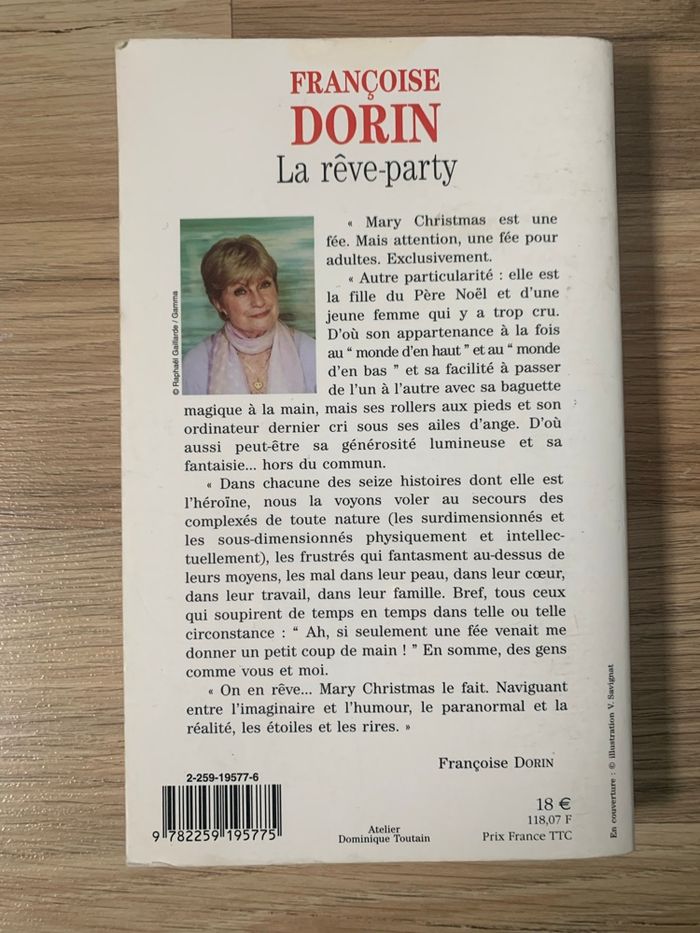 FRANÇOISE
DORIN
La rêve-party
© Raphaël Gaillarde / Gamma
« Mary Christmas est une
fée. Mais attention, une fée pour
adultes. Exclusivement.
« Autre particularité : elle est
la fille du Père Noël et d'une
jeune femme qui y a trop cru.
D'où son appartenance à la fois
au “ monde d'en haut ” et au “ monde
d'en bas ” et sa facilité à passer
de l'un à l'autre avec sa baguette
magique à la main, mais ses rollers aux pieds et son
ordinateur dernier cri sous ses ailes d'ange. D'où
aussi peut-être sa générosité lumineuse et sa
fantaisie... hors du commun.
« Dans chacune des seize histoires dont elle est
l'héroïne, nous la voyons voler au secours des
complexés de toute nature (les surdimensionnés et
les sous-dimensionnés physiquement et intellec-
tuellement), les frustrés qui fantasment au-dessus de
leurs moyens, les mal dans leur peau, dans leur cœur,
dans leur travail, dans leur famille. Bref, tous ceux
qui soupirent de temps en temps dans telle ou telle
circonstance : “ Ah, si seulement une fée venait me
donner un petit coup de main ! ” En somme, des gens
comme vous et moi.
« On en rêve... Mary Christmas le fait. Naviguant
entre l'imaginaire et l'humour, le paranormal et la
réalité, les étoiles et les rires. »
Françoise DORIN
2-259-19577-6
9 782259 195775
Atelier
Dominique Toutain
18 €
118,07 F
Prix France TTC
En couverture : © illustration V. Savignat